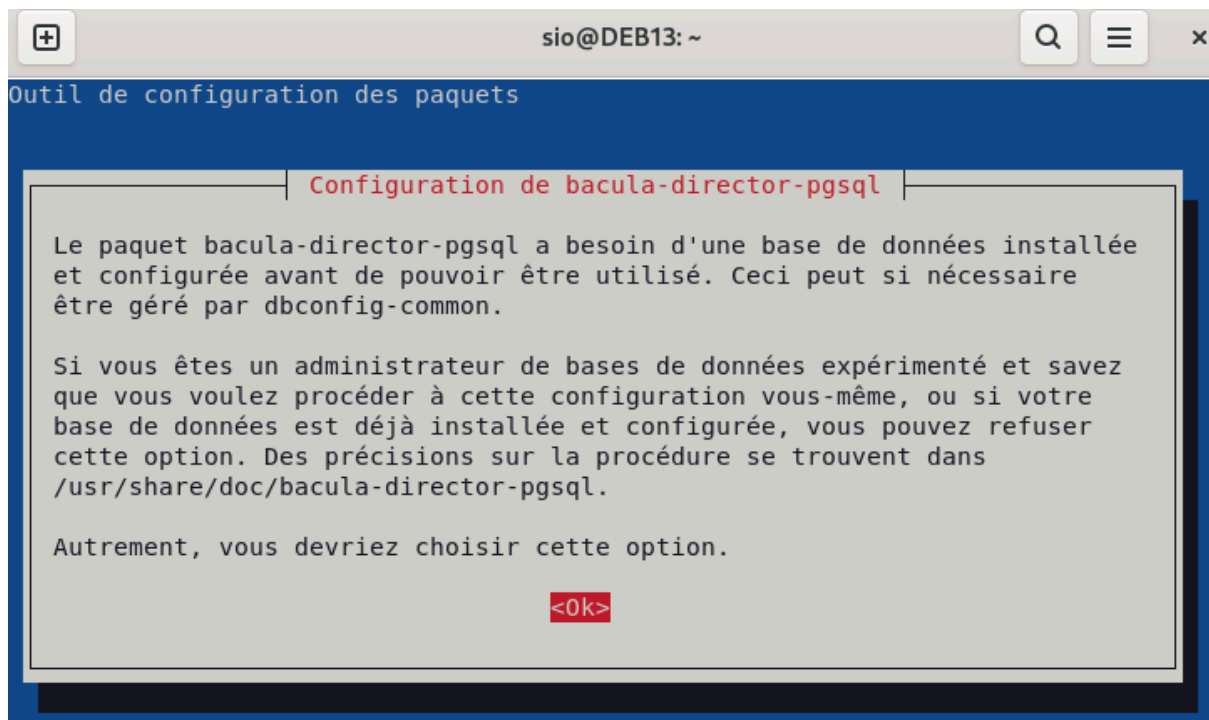 sio@DEB13: ~
Outil de configuration des paquets
Configuration de bacula-director-pgsql
Le paquet bacula-director-pgsql a besoin d'une base de données installée
et configurée avant de pouvoir être utilisé. Ceci peut si nécessaire
être géré par dbconfig-common.
Si vous êtes un administrateur de bases de données expérimenté et savez
que vous voulez procéder à cette configuration vous-même, ou si votre
base de données est déjà installée et configurée, vous pouvez refuser
cette option. Des précisions sur la procédure se trouvent dans
/usr/share/doc/bacula-director-pgsql.
Autrement, vous devriez choisir cette option.
<Ok>